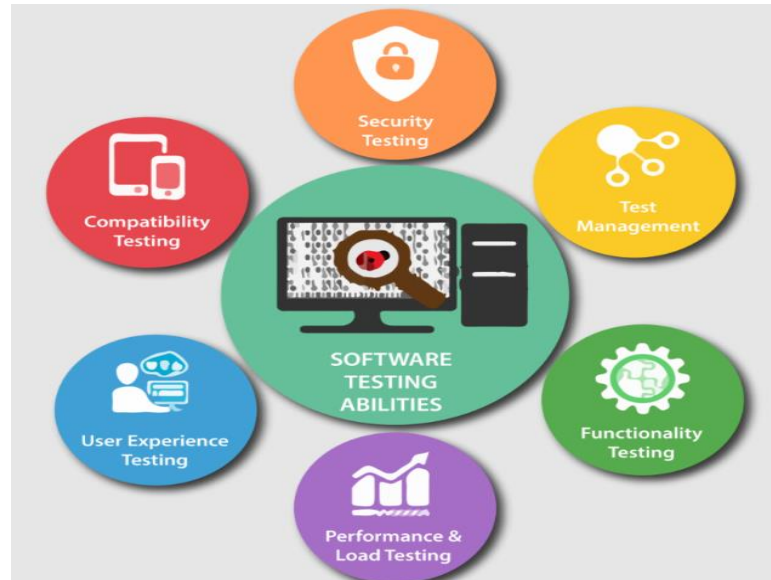 Security
Testing
Test
Management
Compatibility
Testing
SOFTWARE
TESTING
ABILITIES
User Experience
Testing
Functionality
Testing
Performance &
Load Testing